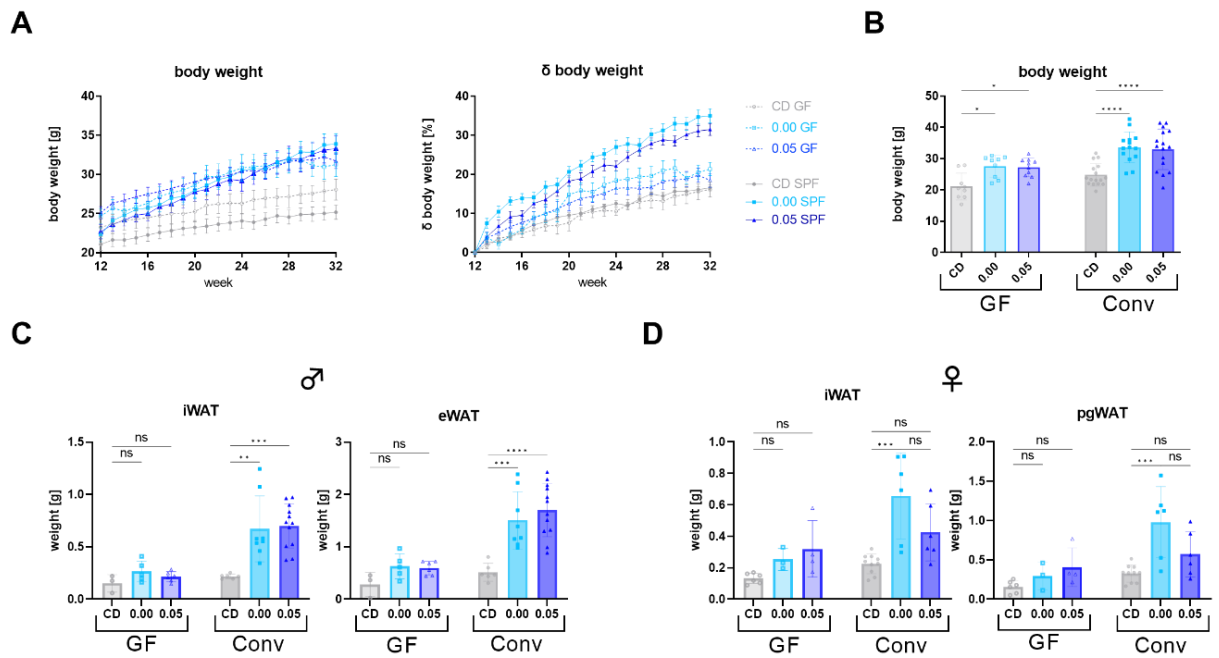 A
body weight
body weight [g]
40
35
30
25
20
12
16
20
24
28
32
week
δ body weight
δ body weight [%]
40
30
20
10
0
12
16
20
24
28
32
week
CD GF
0.00 GF
0.05 GF
CD SPF
0.00 SPF
0.05 SPF
B
body weight
body weight [g]
50
40
30
20
10
0
*
*
****
****
CD
0.00
0.05
CD
0.00
0.05
GF
Conv
C
♂
iWAT
weight [g]
1.5
1.0
0.5
0.0
ns
ns
***
**
CD
0.00
0.05
CD
0.00
0.05
GF
Conv
eWAT
weight [g]
3
2
1
0
ns
ns
****
***
CD
0.00
0.05
CD
0.00
0.05
GF
Conv
D
♀
iWAT
weight [g]
1.0
0.8
0.6
0.4
0.2
0.0
ns
ns
ns
*** ns
CD
0.00
0.05
CD
0.00
0.05
GF
Conv
pgWAT
weight [g]
2.0
1.5
1.0
0.5
0.0
ns
ns
ns
*** ns
CD
0.00
0.05
CD
0.00
0.05
GF
Conv